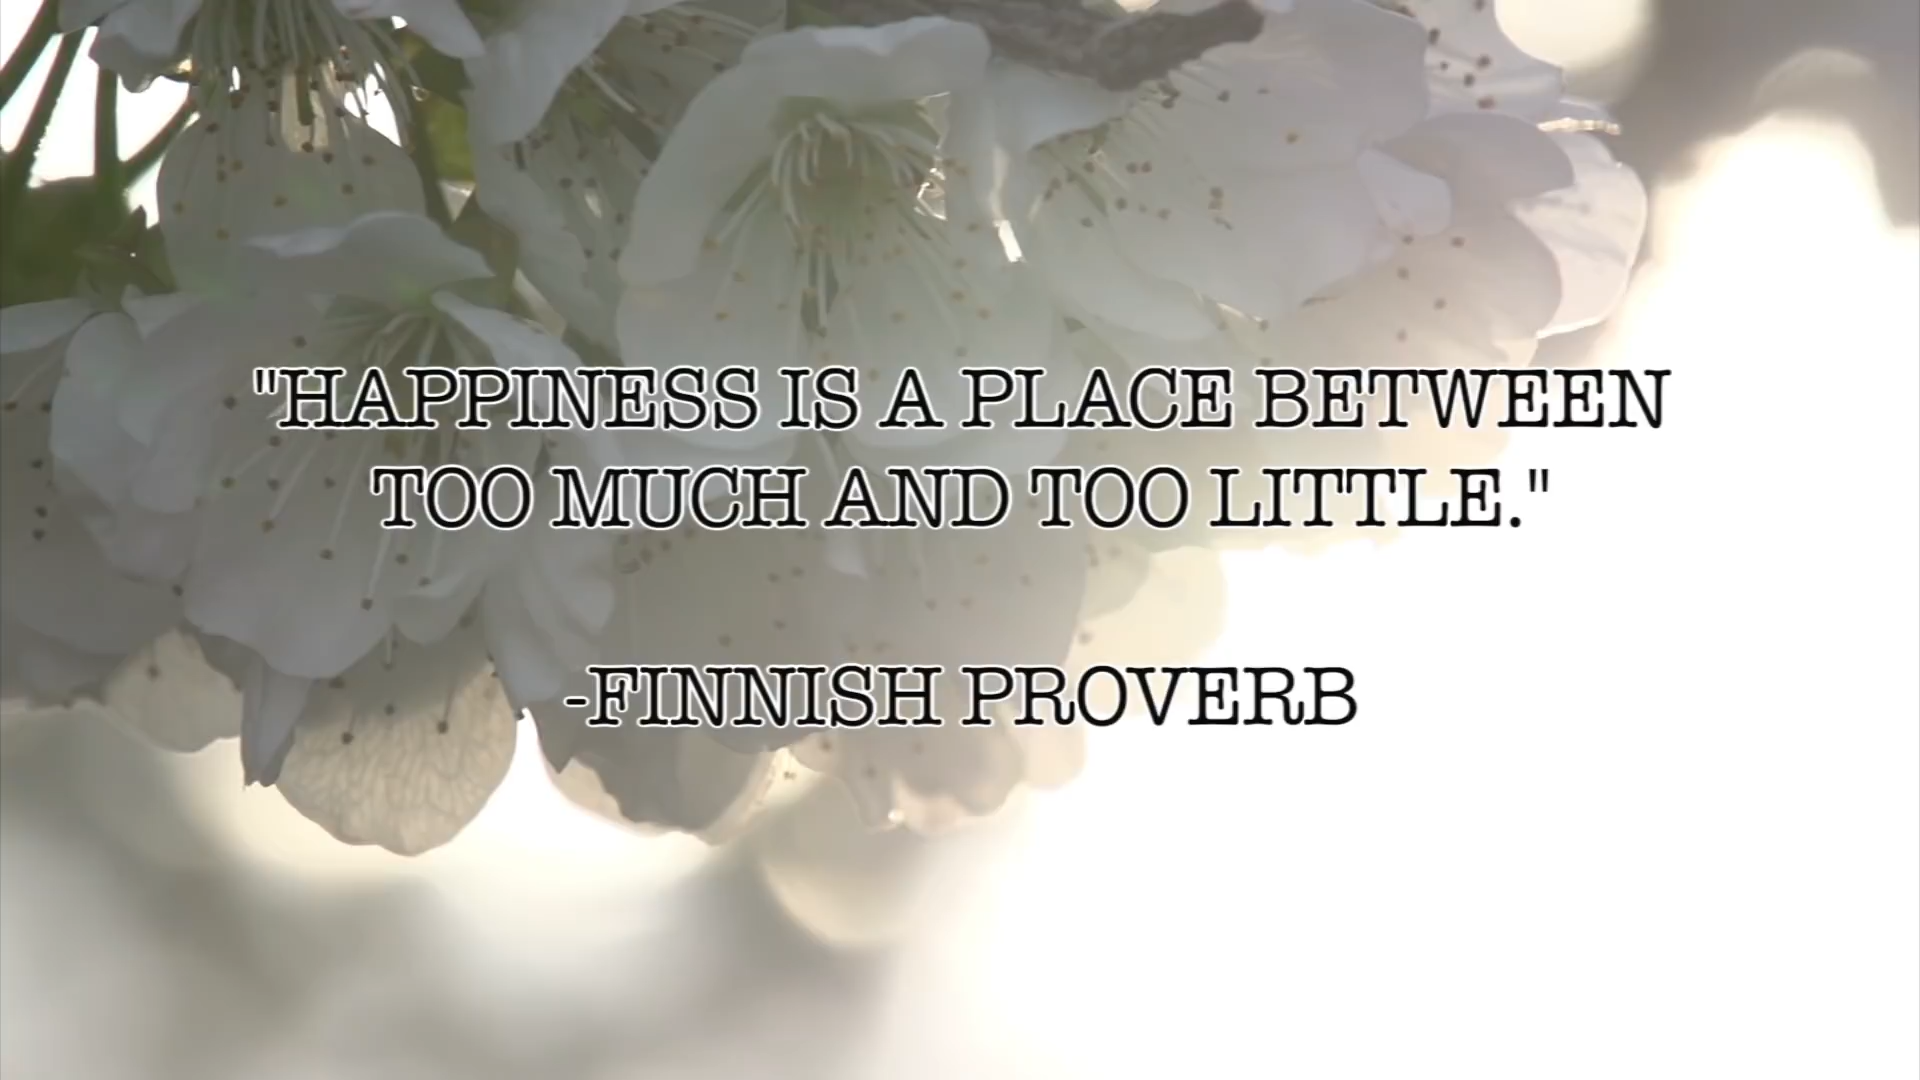 "HAPPINESS IS A PLACE BETWEEN
TOO MUCH AND TOO LITTLE."
-FINNISH PROVERB